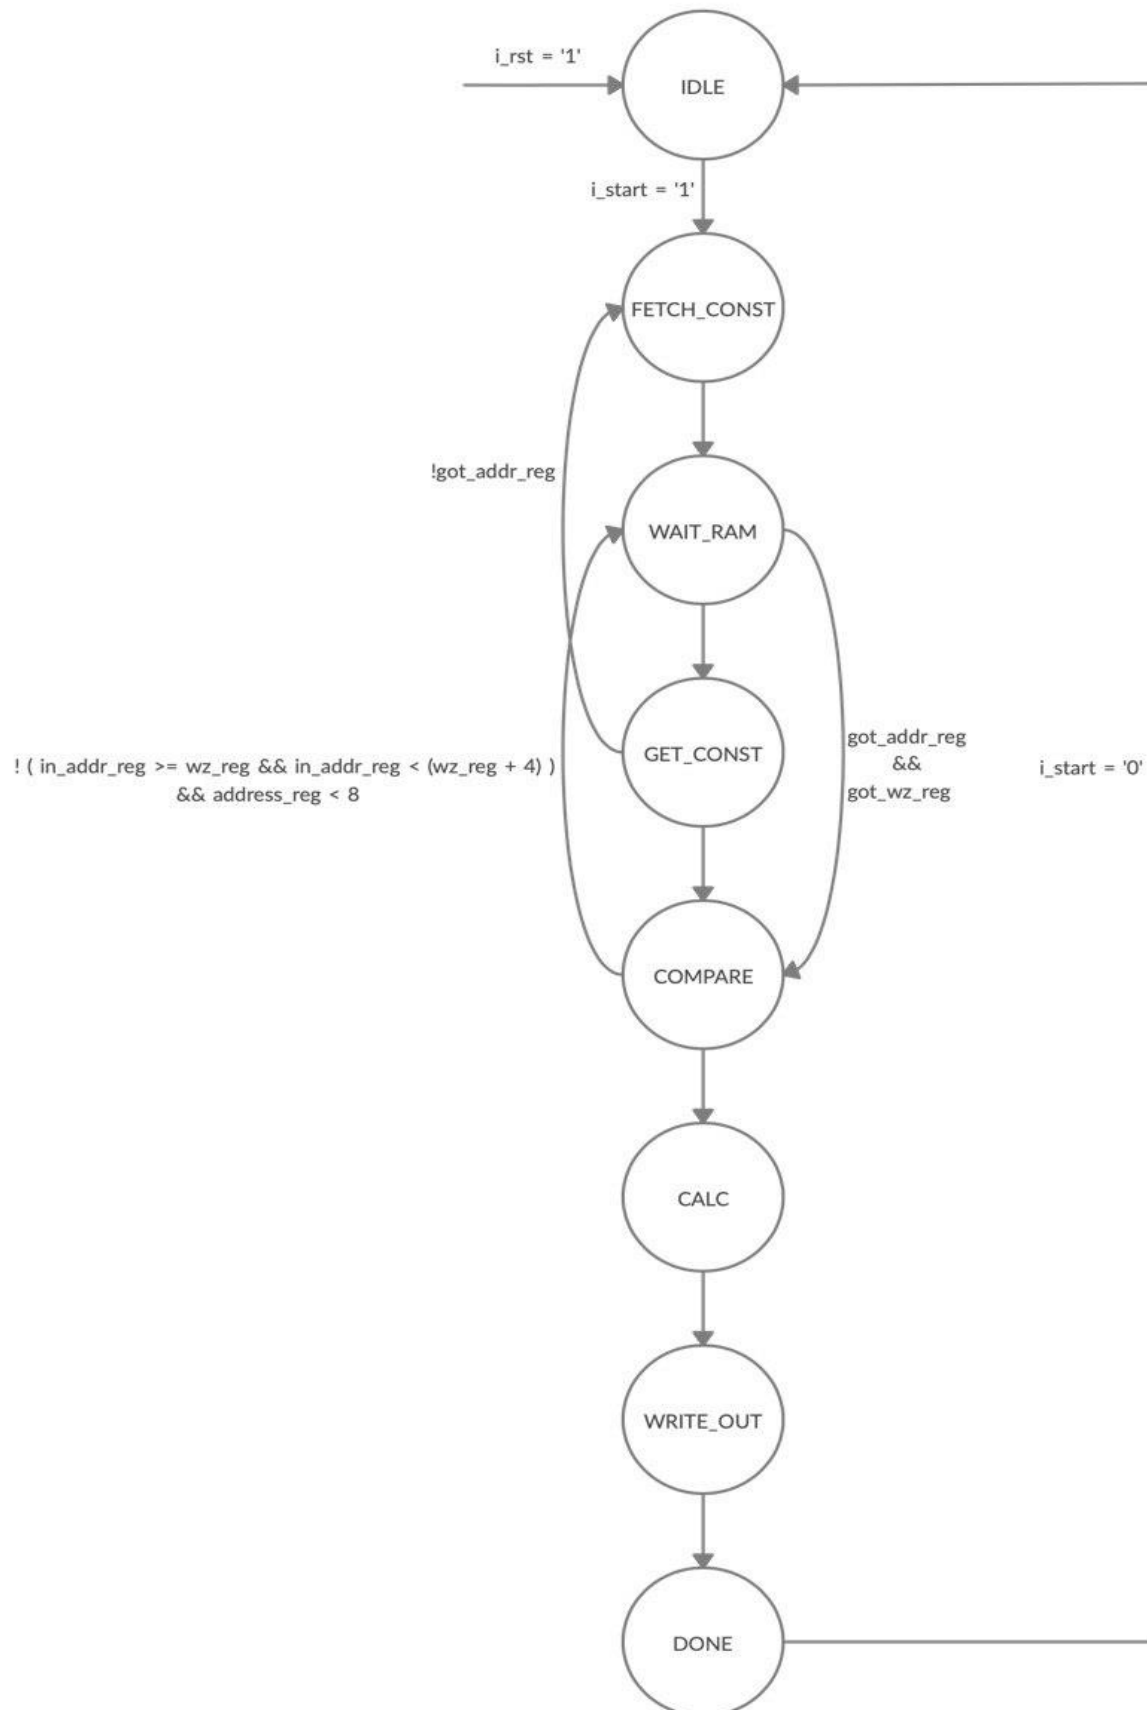 i_rst = '1'
IDLE
i_start = '1'
FETCH_CONST
!got_addr_reg
WAIT_RAM
GET_CONST
got_addr_reg
&&
got_wz_reg
! ( in_addr_reg >= wz_reg && in_addr_reg < (wz_reg + 4) )
&& address_reg < 8
i_start = '0'
COMPARE
CALC
WRITE_OUT
DONE